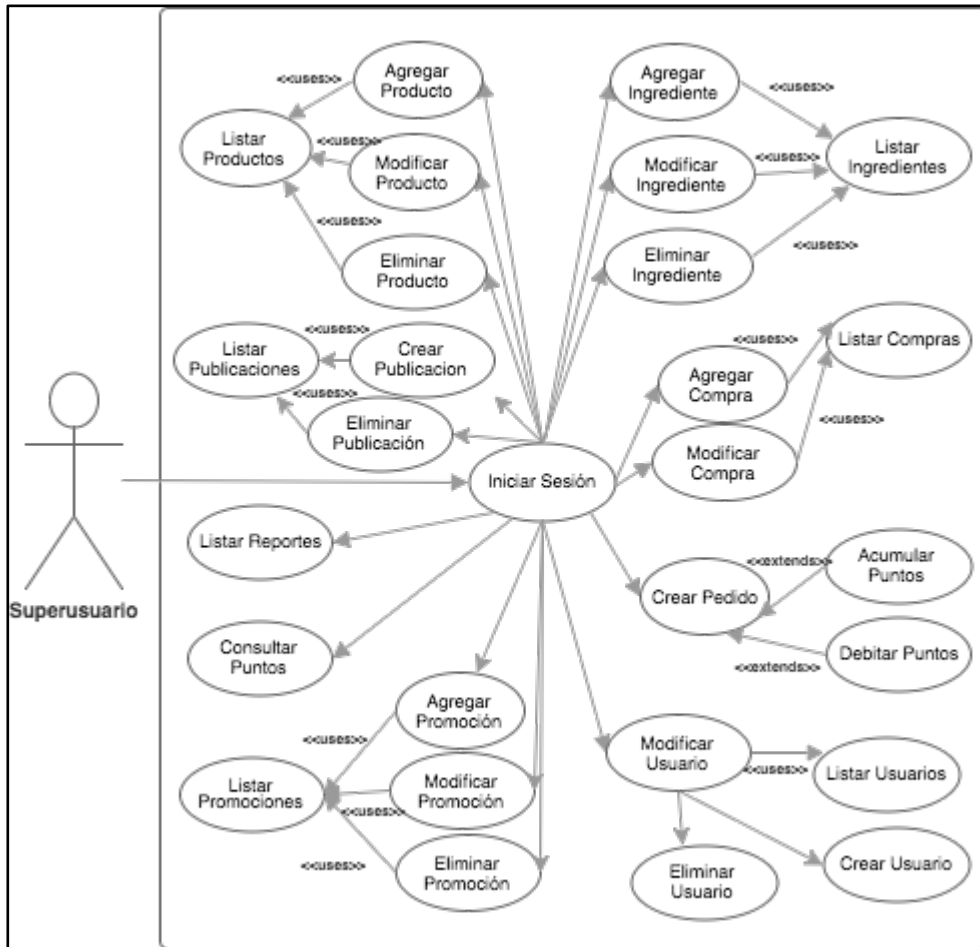 Agregar
Producto
<<uses>>
Listar
Productos
<<uses>>
Modificar
Producto
<<uses>>
Eliminar
Producto
Agregar
Ingrediente
<<uses>>
Listar
Ingredientes
Modificar
Ingrediente
<<uses>>
Eliminar
Ingrediente
<<uses>>
Listar
Publicaciones
<<uses>>
Crear
Publicacion
<<uses>>
Eliminar
Publicación
Agregar
Compra
<<uses>>
Listar Compras
Modificar
Compra
<<uses>>
Iniciar Sesión
Superusuario
Listar Reportes
Consultar
Puntos
Crear Pedido
<<extends>>
Acumular
Puntos
<<extends>>
Debitar Puntos
Agregar
Promoción
<<uses>>
Listar
Promociones
Modificar
Promoción
<<uses>>
Eliminar
Promoción
<<uses>>
Modificar
Usuario
<<uses>>
Listar Usuarios
Eliminar
Usuario
Crear Usuario